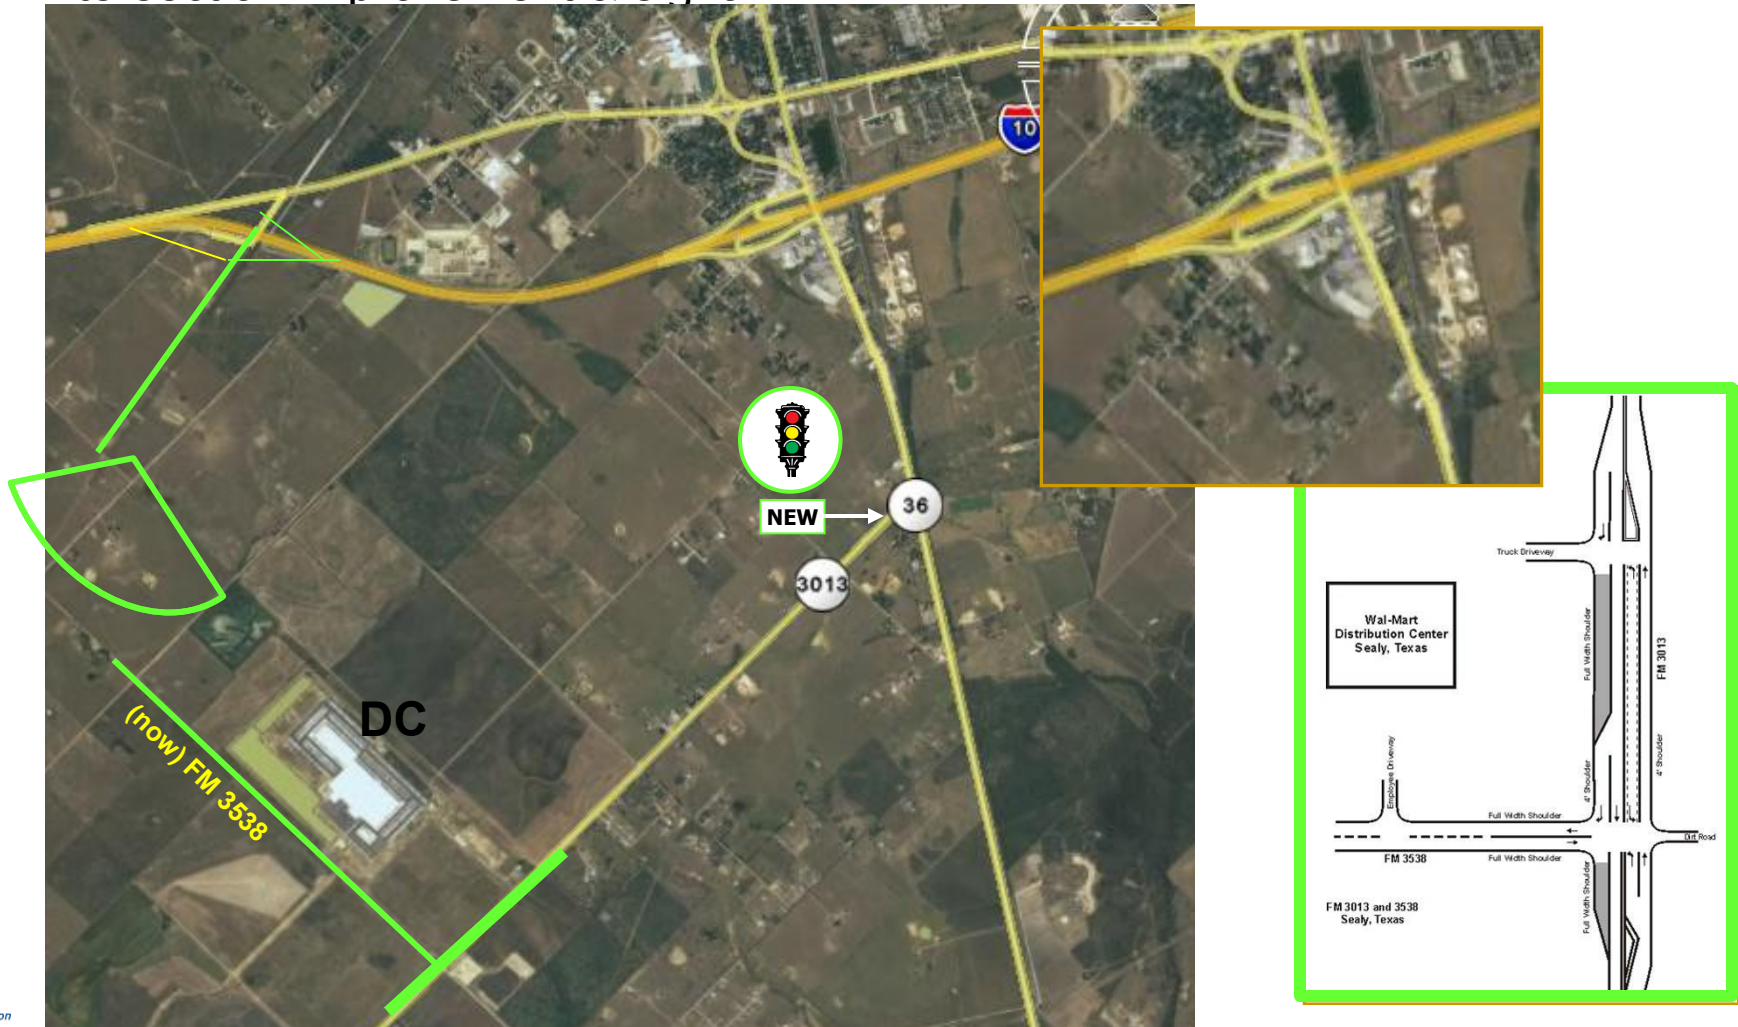 10
NEW
36
3013
DC
(now) FM 3538
Truck Driveway
Wal-Mart
Distribution Center
Sealy, Texas
Full Width Shoulder
FM 3013
4' Shoulder
4' Shoulder
Employee Driveway
Full Width Shoulder
Dirt Road
FM 3538
Full Width Shoulder
Full Width Shoulder
FM 3013 and 3538
Sealy, Texas
on